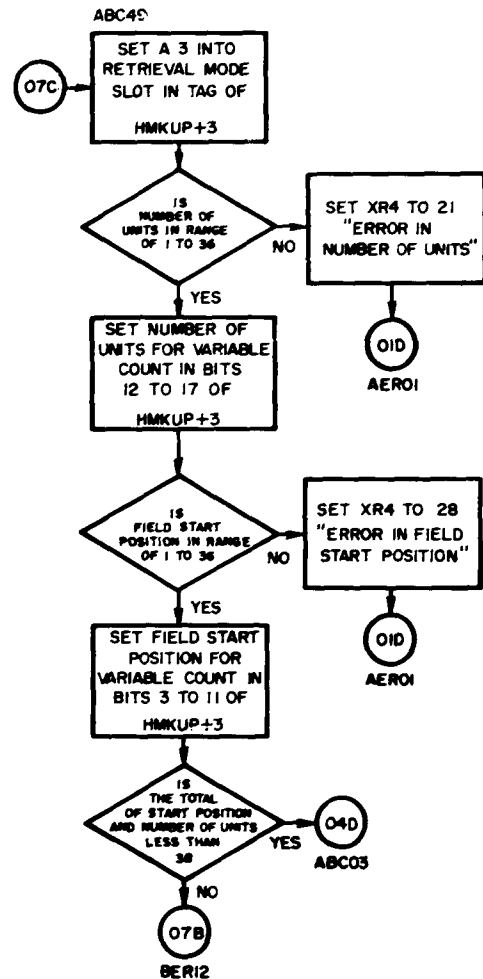 ABC49
07C
SET A 3 INTO
RETRIEVAL MODE
SLOT IN TAG OF
HMKUP+3
IS
NUMBER OF
UNITS IN RANGE
OF 1 TO 36
NO
SET XR4 TO 21
"ERROR IN
NUMBER OF UNITS"
01D
AER01
YES
SET NUMBER OF
UNITS FOR VARIABLE
COUNT IN BITS
12 TO 17 OF
HMKUP+3
IS
FIELD START
POSITION IN RANGE
OF 1 TO 36
NO
SET XR4 TO 28
"ERROR IN FIELD
START POSITION"
01D
AER01
YES
SET FIELD START
POSITION FOR
VARIABLE COUNT IN
BITS 3 TO 11 OF
HMKUP+3
IS
THE TOTAL
OF START POSITION
AND NUMBER OF UNITS
LESS THAN
YES
04D
ABC03
NO
07B
BER12